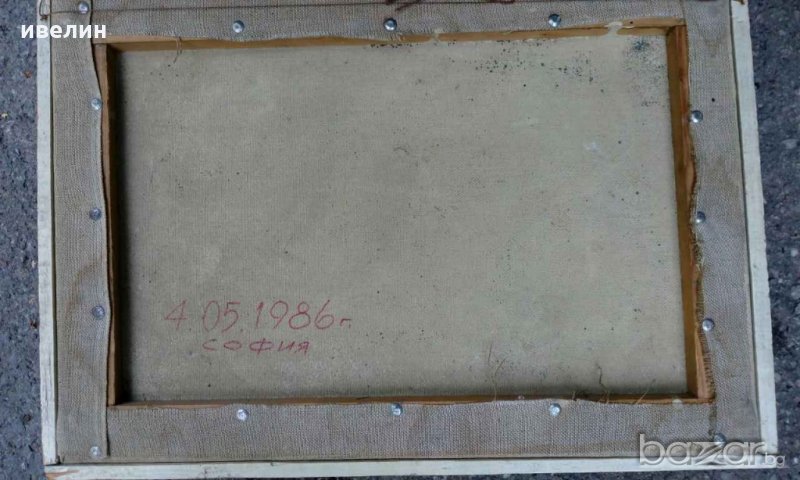 ивелин
4.05.1986г.
СОФИЯ
bazar.bg